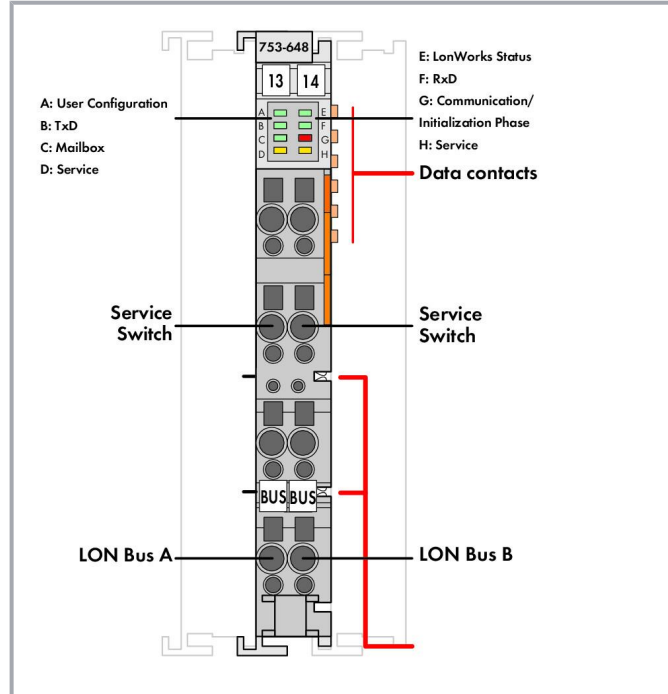 753-648
13 14
A: User Configuration
B: TxD
C: Mailbox
D: Service
A
B
C
D
E
F
G
H
E: LonWorks Status
F: RxD
G: Communication/
Initialization Phase
H: Service
Data contacts
Service
Switch
Service
Switch
BUS BUS
LON Bus A
LON Bus B